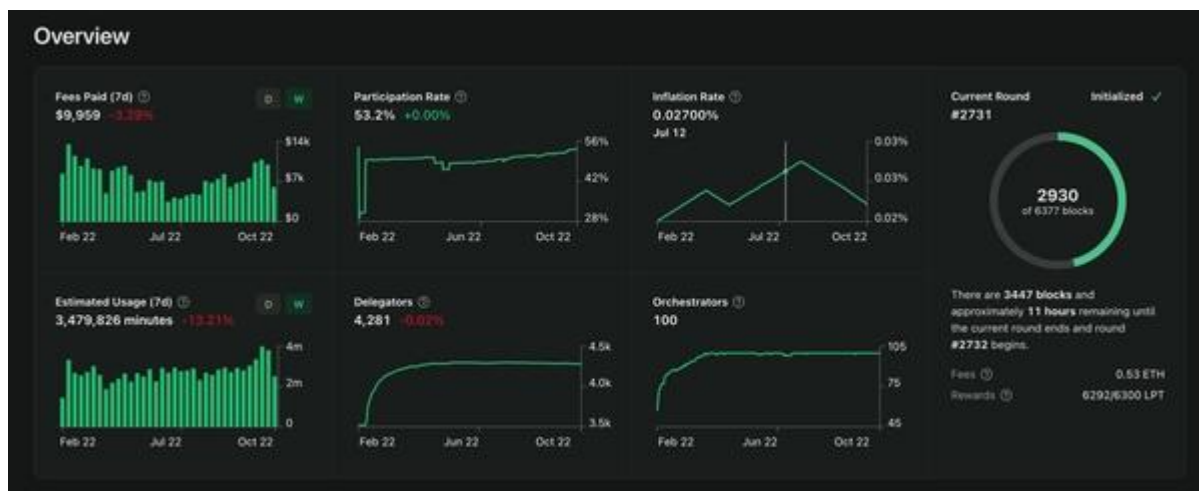 Overview
Fees Paid (7d)
D W
$9,959 -3.29%
$14k
$7k
$0
Feb 22 Jul 22 Oct 22
Participation Rate
53.2% +0.00%
56%
42%
28%
Feb 22 Jun 22 Oct 22
Inflation Rate
0.02700%
Jul 12
0.03%
0.03%
0.02%
Feb 22 Jul 22 Oct 22
Current Round Initialized
#2731
2930
of 6377 blocks
There are 3447 blocks and
approximately 11 hours remaining until
the current round ends and round
#2732 begins.
Fees 0.53 ETH
Rewards 6292/6300 LPT
Estimated Usage (7d)
D W
3,479,826 minutes -13.21%
4m
2m
0
Feb 22 Jul 22 Oct 22
Delegators
4,281 -0.02%
4.5k
4.0k
3.5k
Feb 22 Jun 22 Oct 22
Orchestrators
100
105
75
45
Feb 22 Jun 22 Oct 22